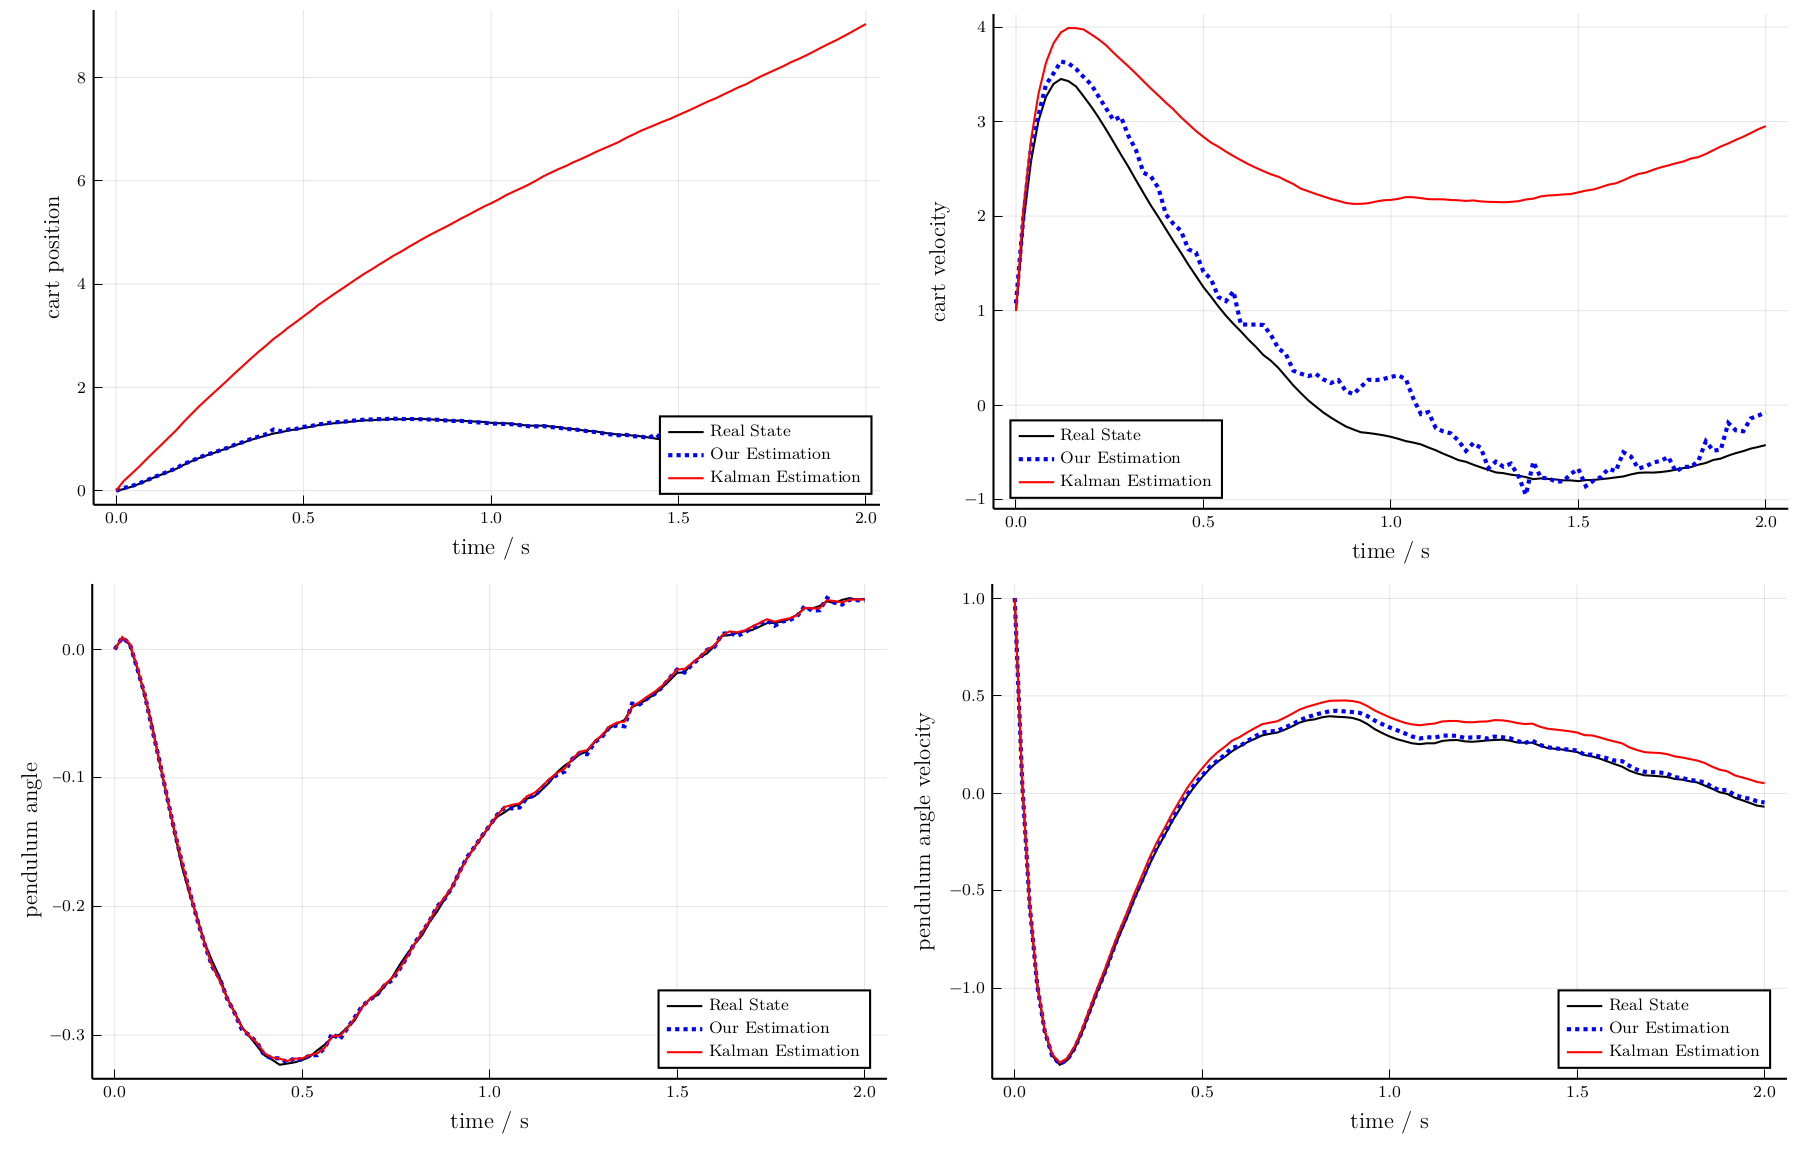 cart position
8
6
4
2
0
0.0 0.5 1.0 1.5 2.0
time / s
Real State
Our Estimation
Kalman Estimation
cart velocity
4
3
2
1
0
−1
0.0 0.5 1.0 1.5 2.0
time / s
Real State
Our Estimation
Kalman Estimation
pendulum angle
0.0
−0.1
−0.2
−0.3
0.0 0.5 1.0 1.5 2.0
time / s
Real State
Our Estimation
Kalman Estimation
pendulum angle velocity
1.0
0.5
0.0
−0.5
−1.0
0.0 0.5 1.0 1.5 2.0
time / s
Real State
Our Estimation
Kalman Estimation